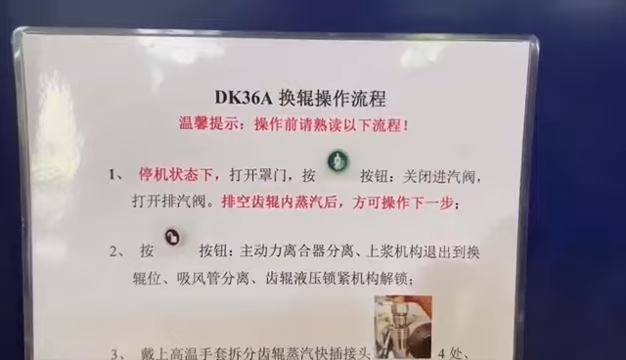 DK36A 换辊操作流程
温馨提示：操作前请熟读以下流程！
1、 停机状态下，打开罩门，按 按钮：关闭进汽阀，
打开排汽阀。排空齿辊内蒸汽后，方可操作下一步；
2、 按 按钮：主动力离合器分离、上浆机构退出到换
辊位、吸风管分离、齿辊液压锁紧机构解锁；
3、 戴上高温手套拆分齿辊蒸汽快插接头 4 处、